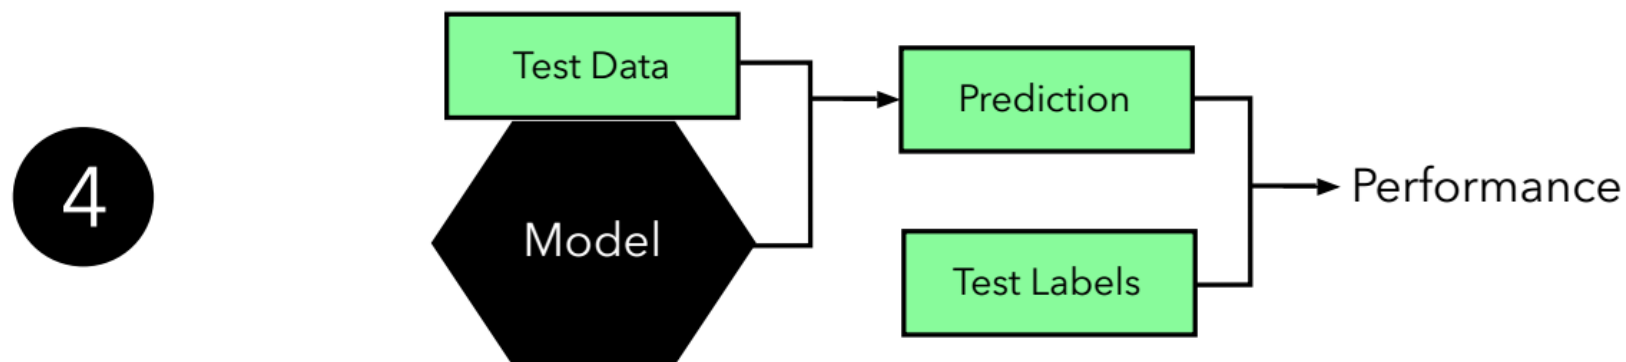 4
Test Data
Model
Prediction
Test Labels
Performance